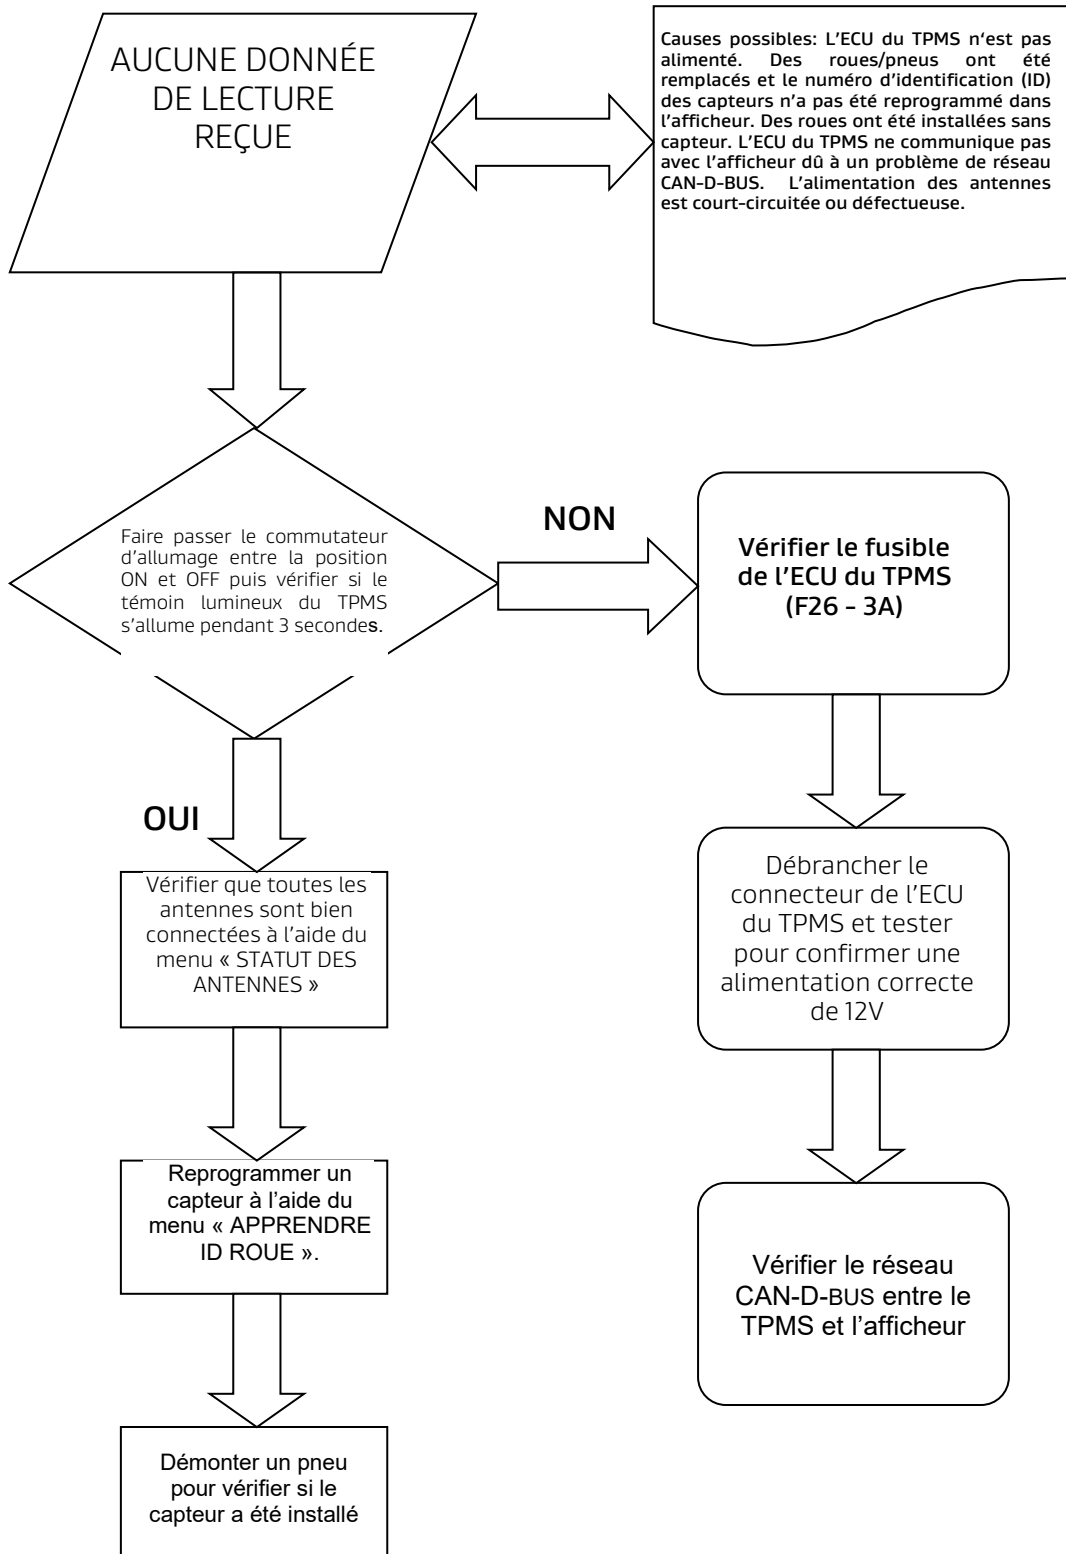 AUCUNE DONNÉE
DE LECTURE
REÇUE
Causes possibles: L’ECU du TPMS n‘est pas
alimenté. Des roues/pneus ont été
remplacés et le numéro d’identification (ID)
des capteurs n’a pas été reprogrammé dans
l’afficheur. Des roues ont été installées sans
capteur. L’ECU du TPMS ne communique pas
avec l’afficheur dû à un problème de réseau
CAN-D-BUS. L’alimentation des antennes
est court-circuitée ou défectueuse.
Faire passer le commutateur
d’allumage entre la position
ON et OFF puis vérifier si le
témoin lumineux du TPMS
s’allume pendant 3 secondes.
NON
Vérifier le fusible
de l’ECU du TPMS
(F26 - 3A)
OUI
Vérifier que toutes les
antennes sont bien
connectées à l’aide du
menu « STATUT DES
ANTENNES »
Débrancher le
connecteur de l’ECU
du TPMS et tester
pour confirmer une
alimentation correcte
de 12V
Reprogrammer un
capteur à l’aide du
menu « APPRENDRE
ID ROUE ».
Vérifier le réseau
CAN-D-BUS entre le
TPMS et l’afficheur
Démonter un pneu
pour vérifier si le
capteur a été installé